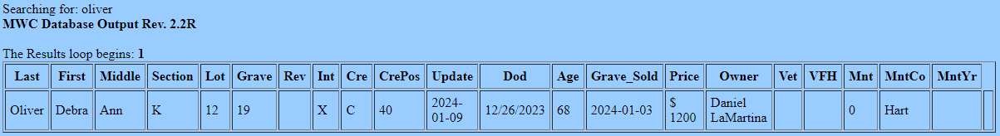 Searching for: oliver
MWC Database Output Rev. 2.2R
The Results loop begins: 1
Last First Middle Section Lot Grave Rev Int Cre CrePos Update Dod Age Grave_Sold Price Owner Vet VFH Mnt MntCo MntYr
Oliver Debra Ann K 12 19 X C 40 2024-01-09 12/26/2023 68 2024-01-03 $ 1200 Daniel LaMartina 0 Hart